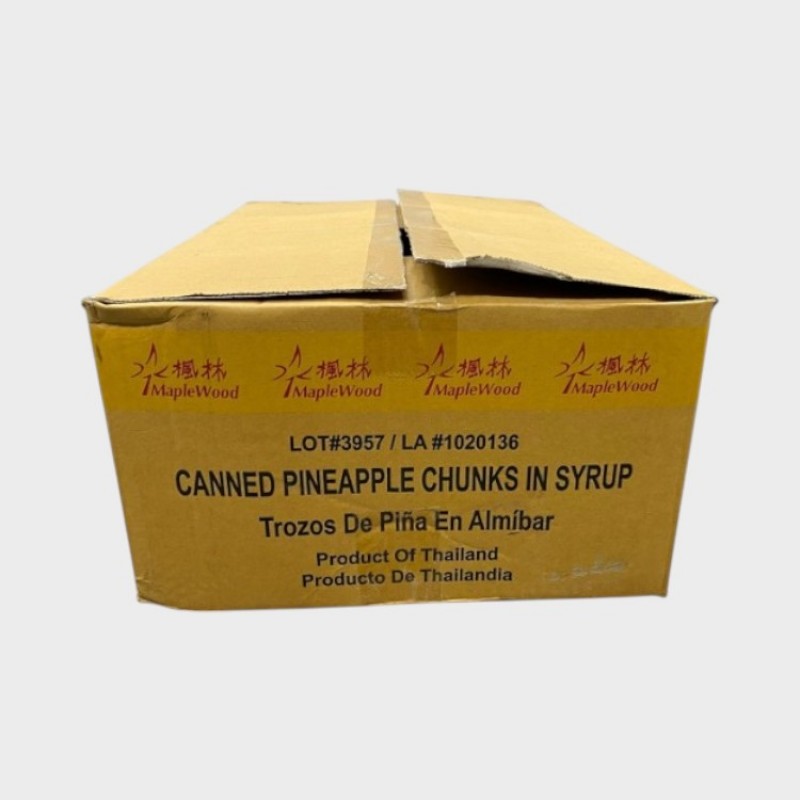 楓林 楓林 楓林 楓林
MapleWood MapleWood MapleWood MapleWood
LOT#3957 / LA #1020136
CANNED PINEAPPLE CHUNKS IN SYRUP
Trozos De Piña En Almíbar
Product Of Thailand
Producto De Thailandia